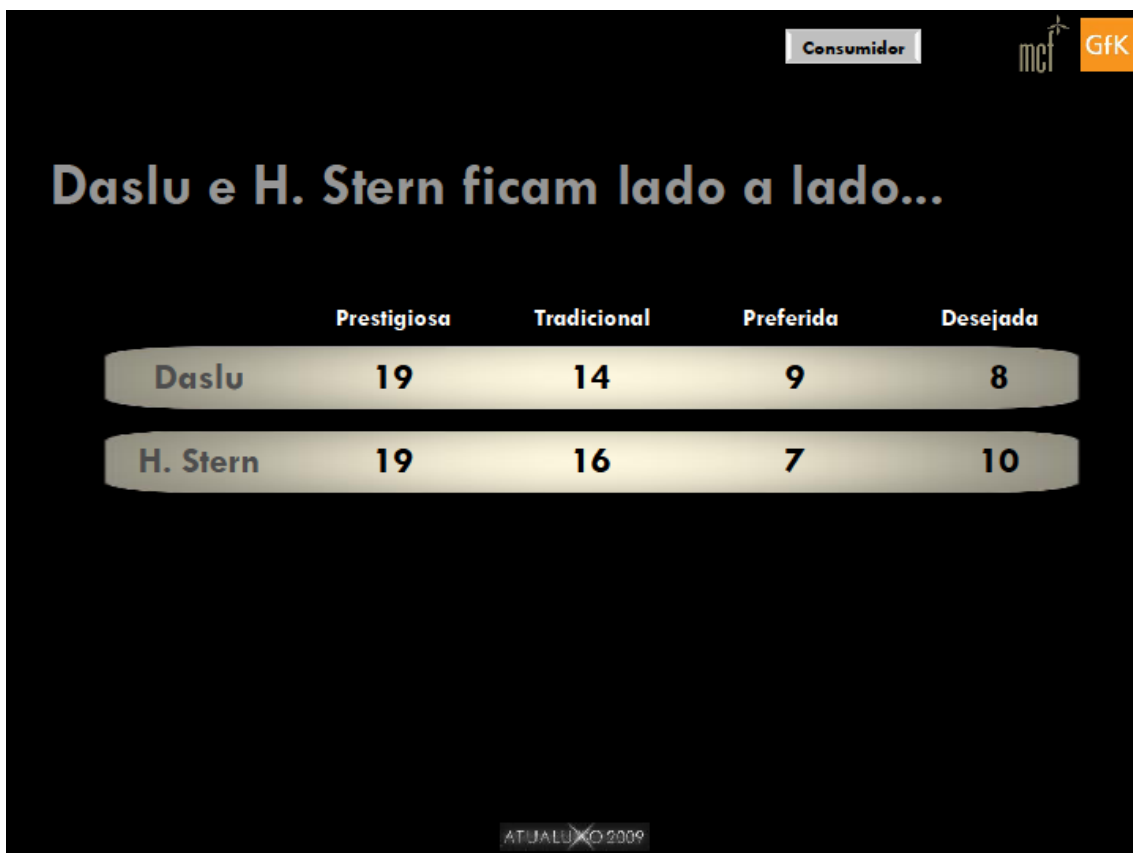 Consumidor
mcf
GfK
Daslu e H. Stern ficam lado a lado...
Prestigiosa Tradicional Preferida Desejada
Daslu 19 14 9 8
H. Stern 19 16 7 10
ATUALUXO 2009